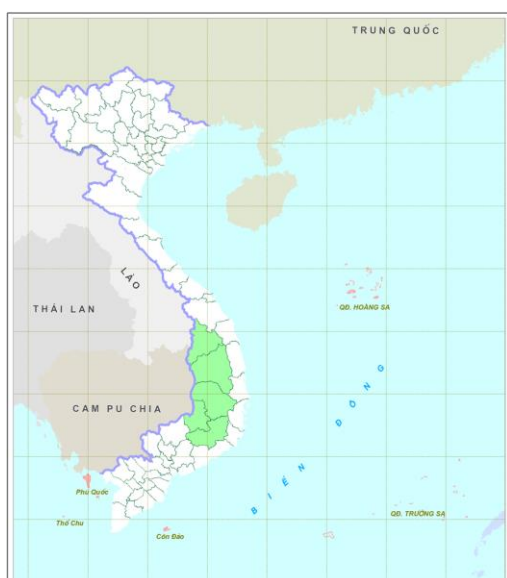 TRUNG QUỐC
LÀO
THÁI LAN
QĐ. HOÀNG SA
CAM PU CHIA
BIỂN ĐÔNG
Phú Quốc
Thổ Chu
Côn Đảo
QĐ. TRƯỜNG SA